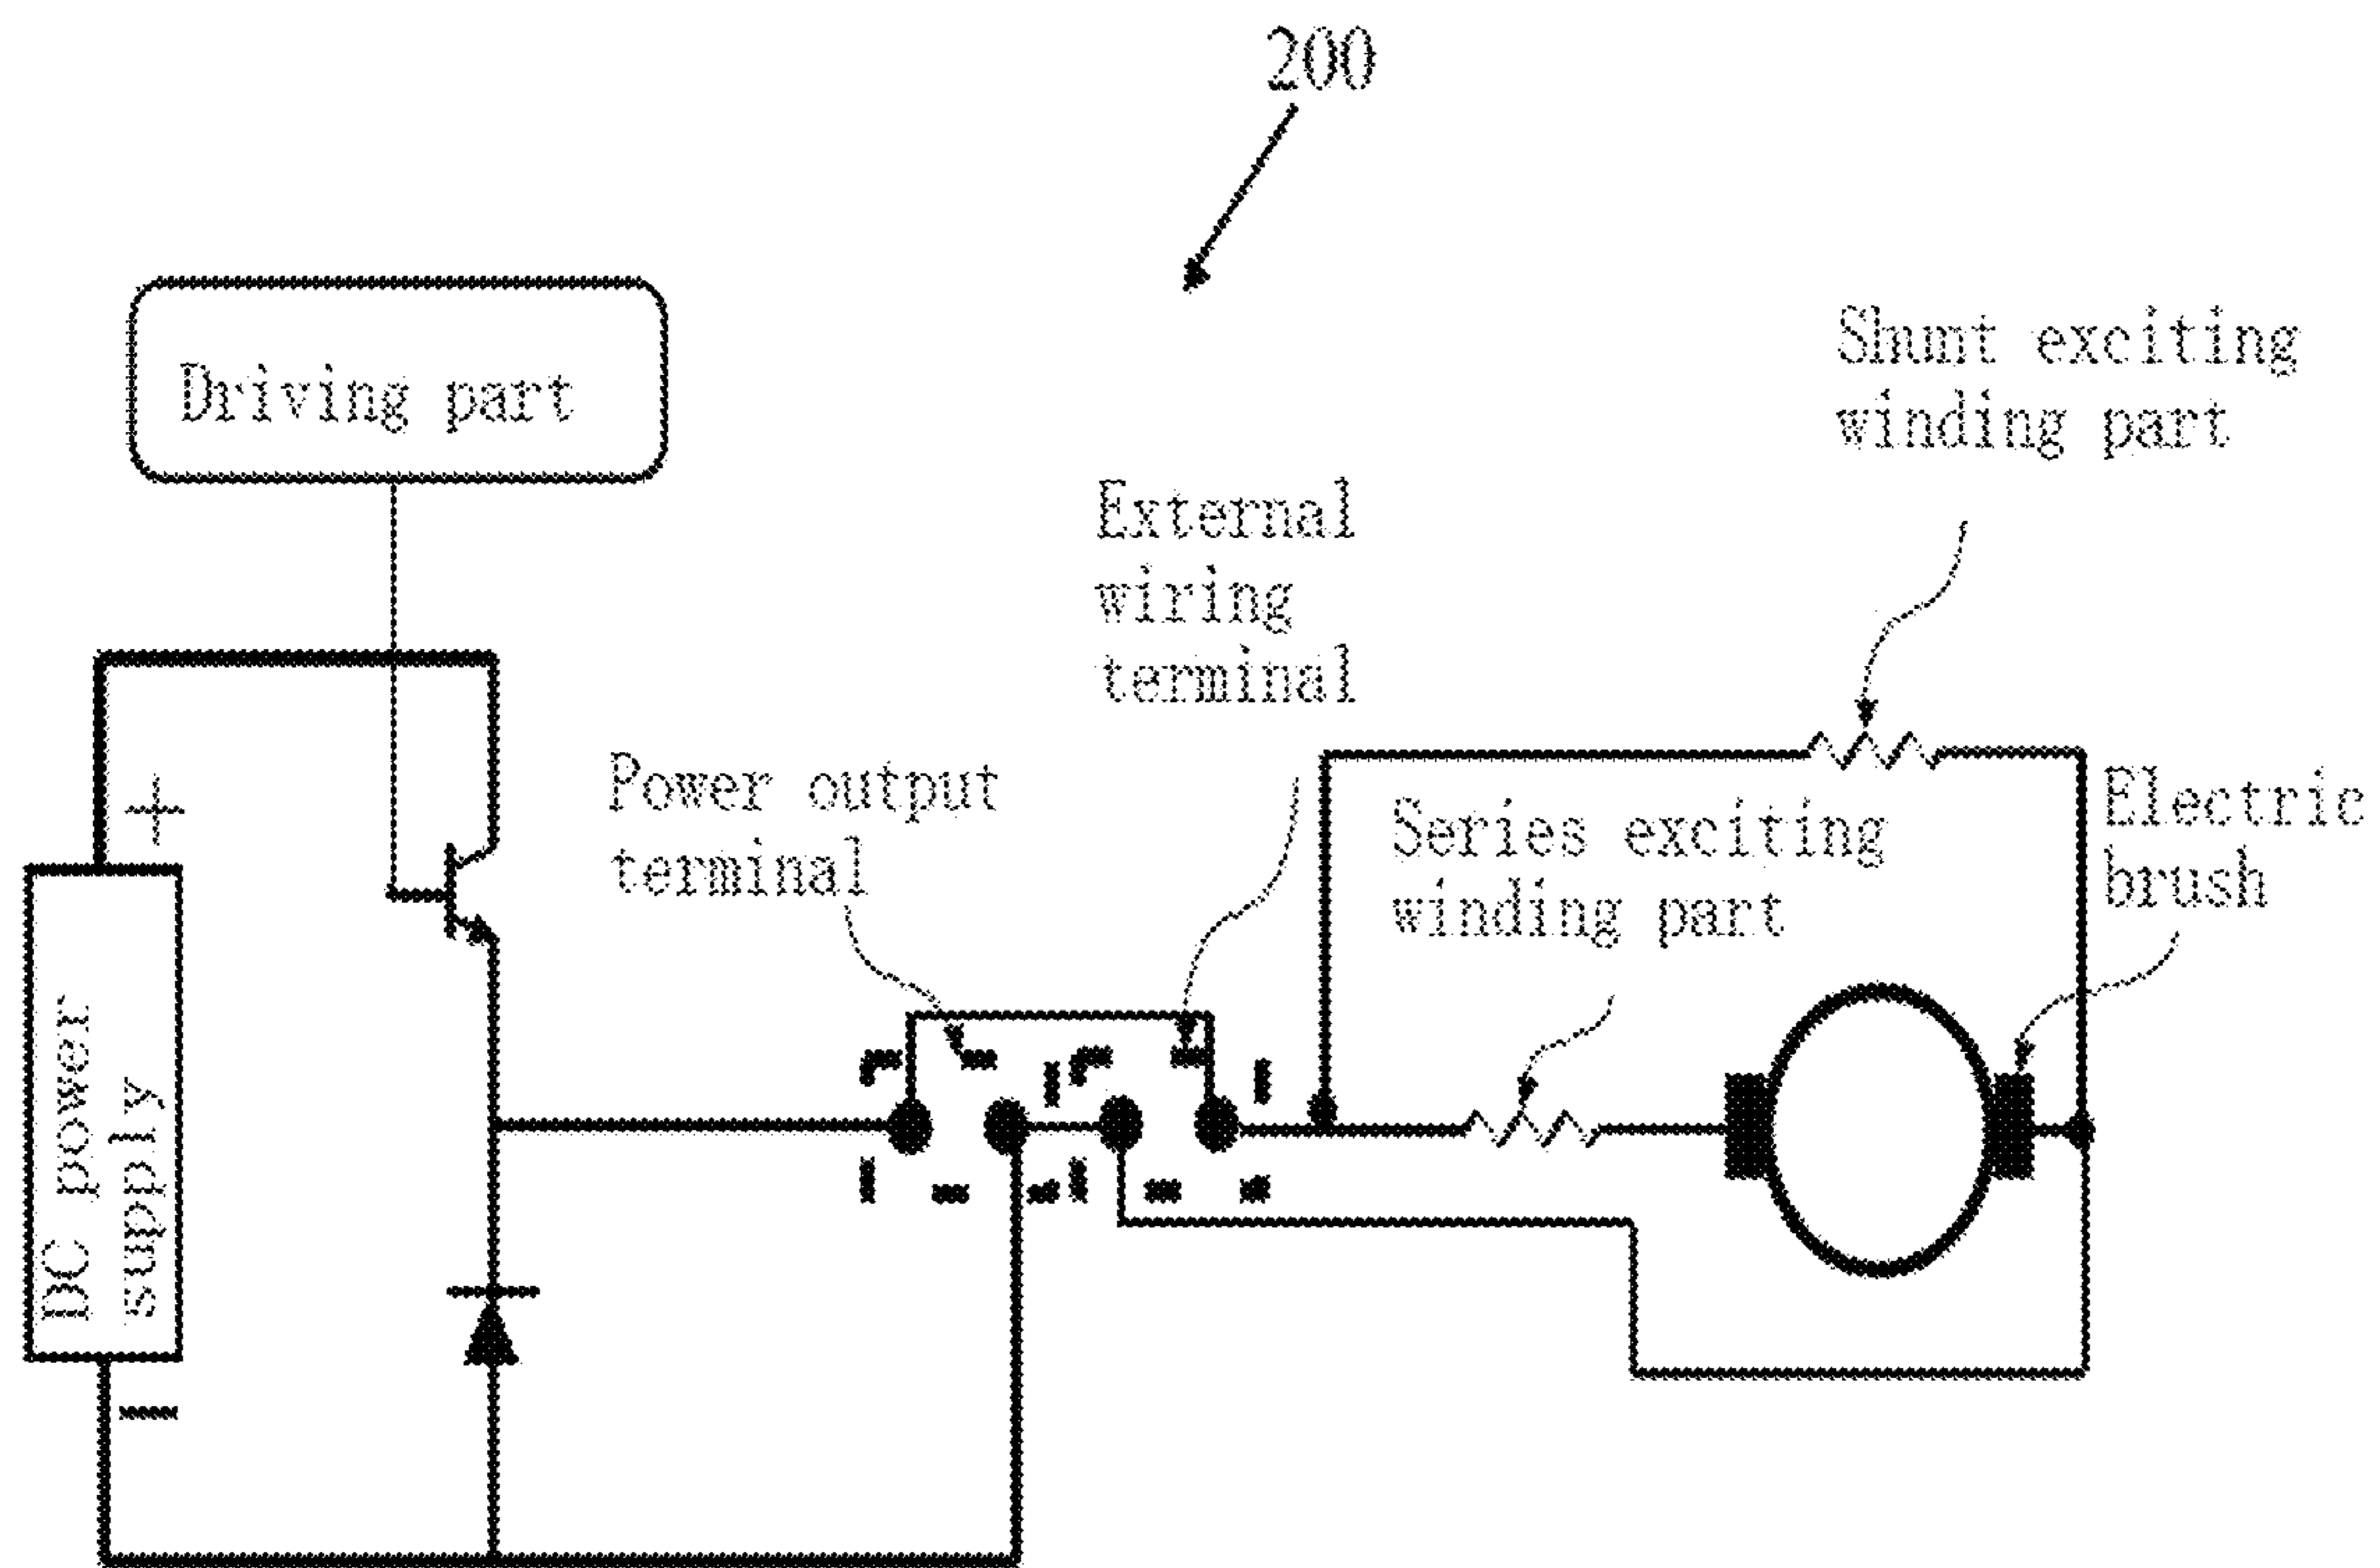 200
Driving part
Shunt exciting
winding part
External
wiring
terminal
Power output
terminal
Series exciting
winding part
Electric
brush
+
DC power
supply
−